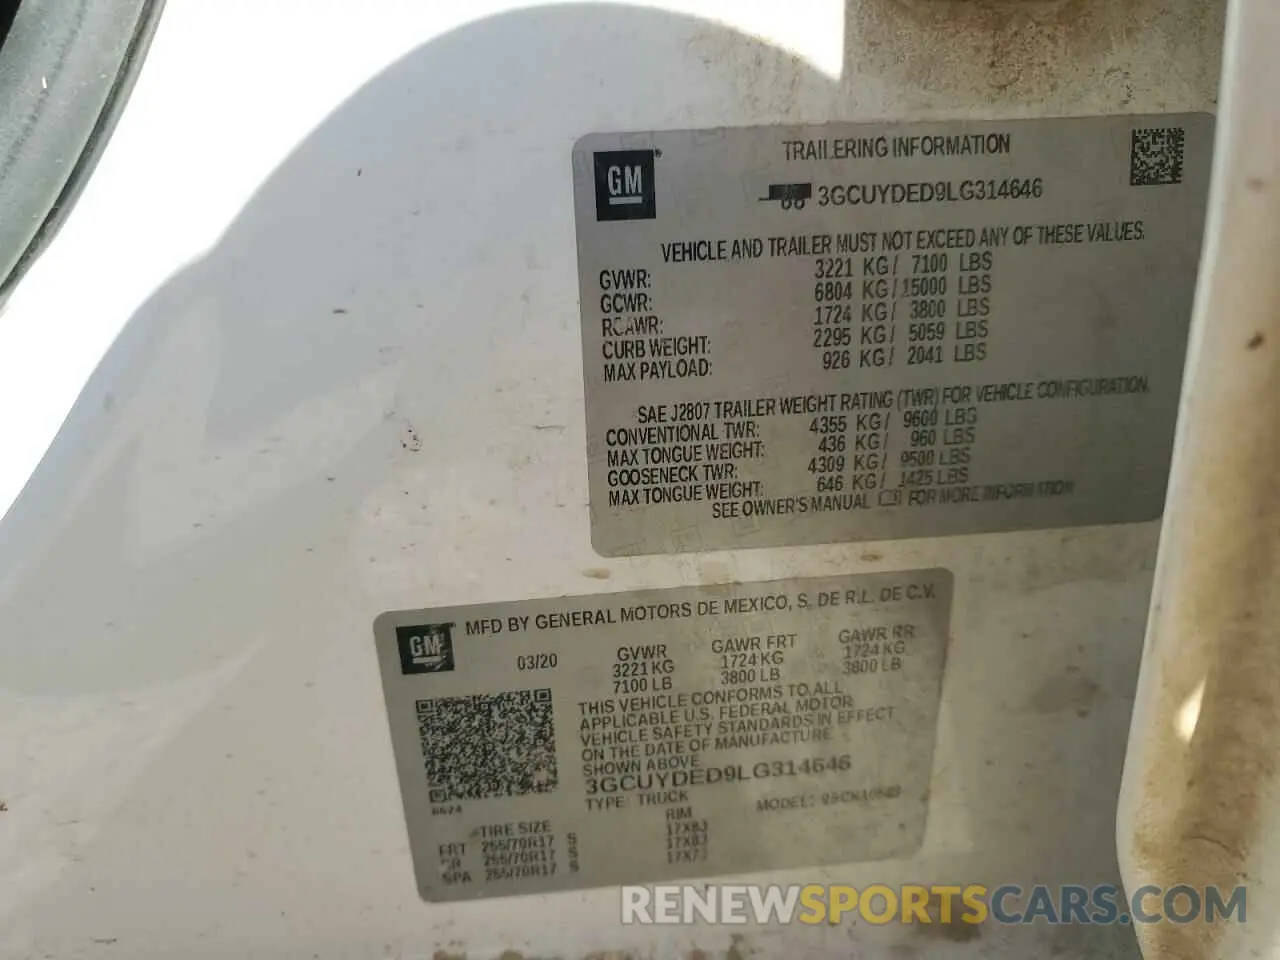 GM
TRAILERING INFORMATION
3GCUYDED9LG314646
VEHICLE AND TRAILER MUST NOT EXCEED ANY OF THESE VALUES.
GVWR: 3221 KG / 7100 LBS
GCWR: 6804 KG / 15000 LBS
RGAWR: 1724 KG / 3800 LBS
CURB WEIGHT: 2295 KG / 5059 LBS
MAX PAYLOAD: 926 KG / 2041 LBS
SAE J2807 TRAILER WEIGHT RATING (TWR) FOR VEHICLE CONFIGURATION.
CONVENTIONAL TWR: 4355 KG / 9600 LBS
MAX TONGUE WEIGHT: 436 KG / 960 LBS
GOOSENECK TWR: 4309 KG / 9500 LBS
MAX TONGUE WEIGHT: 646 KG / 1425 LBS
SEE OWNER'S MANUAL FOR MORE INFORMATION
GM
MFD BY GENERAL MOTORS DE MEXICO, S. DE R.L. DE C.V.
03/20 GVWR GAWR FRT GAWR RR
3221 KG 1724 KG 1724 KG
7100 LB 3800 LB 3800 LB
THIS VEHICLE CONFORMS TO ALL
APPLICABLE U.S. FEDERAL MOTOR
VEHICLE SAFETY STANDARDS IN EFFECT
ON THE DATE OF MANUFACTURE
SHOWN ABOVE.
3GCUYDED9LG314646
TYPE: TRUCK MODEL:
TIRE SIZE RIM
FRT 255/70R17 S 17X8J
RR 255/70R17 S 17X8J
SPA 255/70R17 S 17X7J
RENEWSPORTSCARS.COM